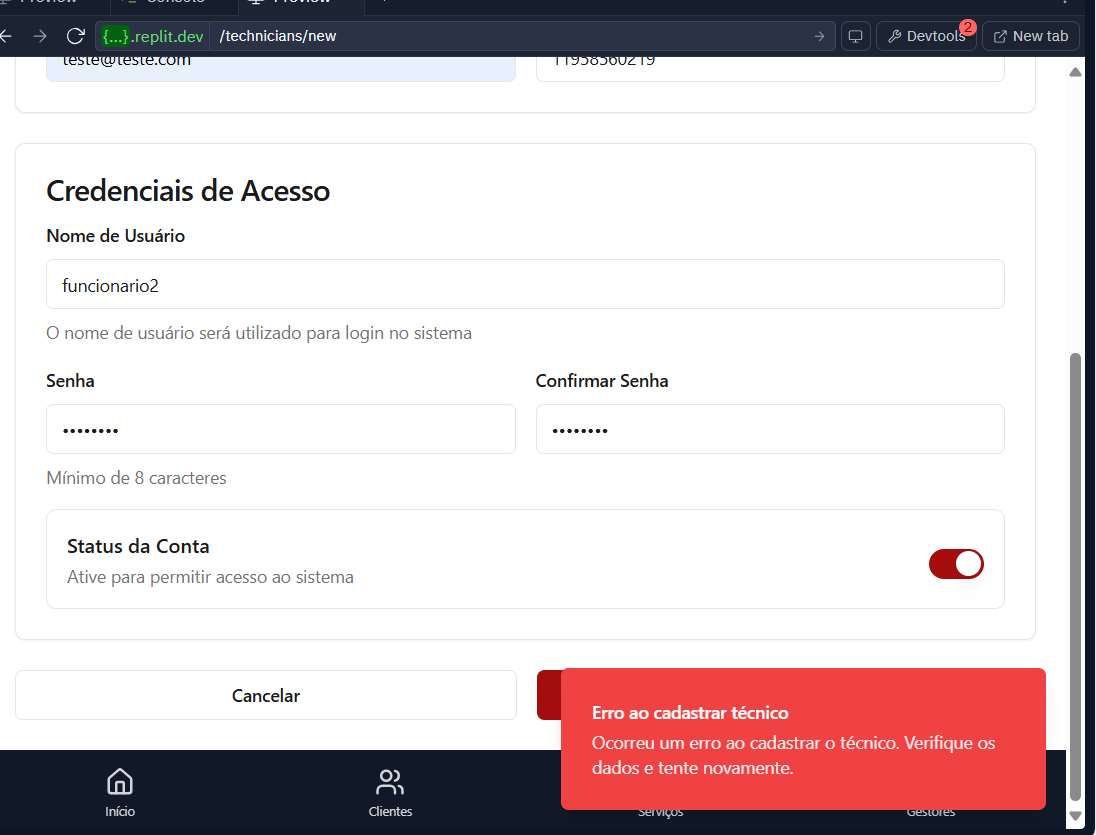 Preview
Console
Preview
{...}.replit.dev
/technicians/new
Devtools
2
New tab
teste@teste.com
11958560219
Credenciais de Acesso
Nome de Usuário
funcionario2
O nome de usuário será utilizado para login no sistema
Senha
Confirmar Senha
••••••••
••••••••
Mínimo de 8 caracteres
Status da Conta
Ative para permitir acesso ao sistema
Cancelar
Erro ao cadastrar técnico
Ocorreu um erro ao cadastrar o técnico. Verifique os
dados e tente novamente.
Início
Clientes
Serviços
Gestores